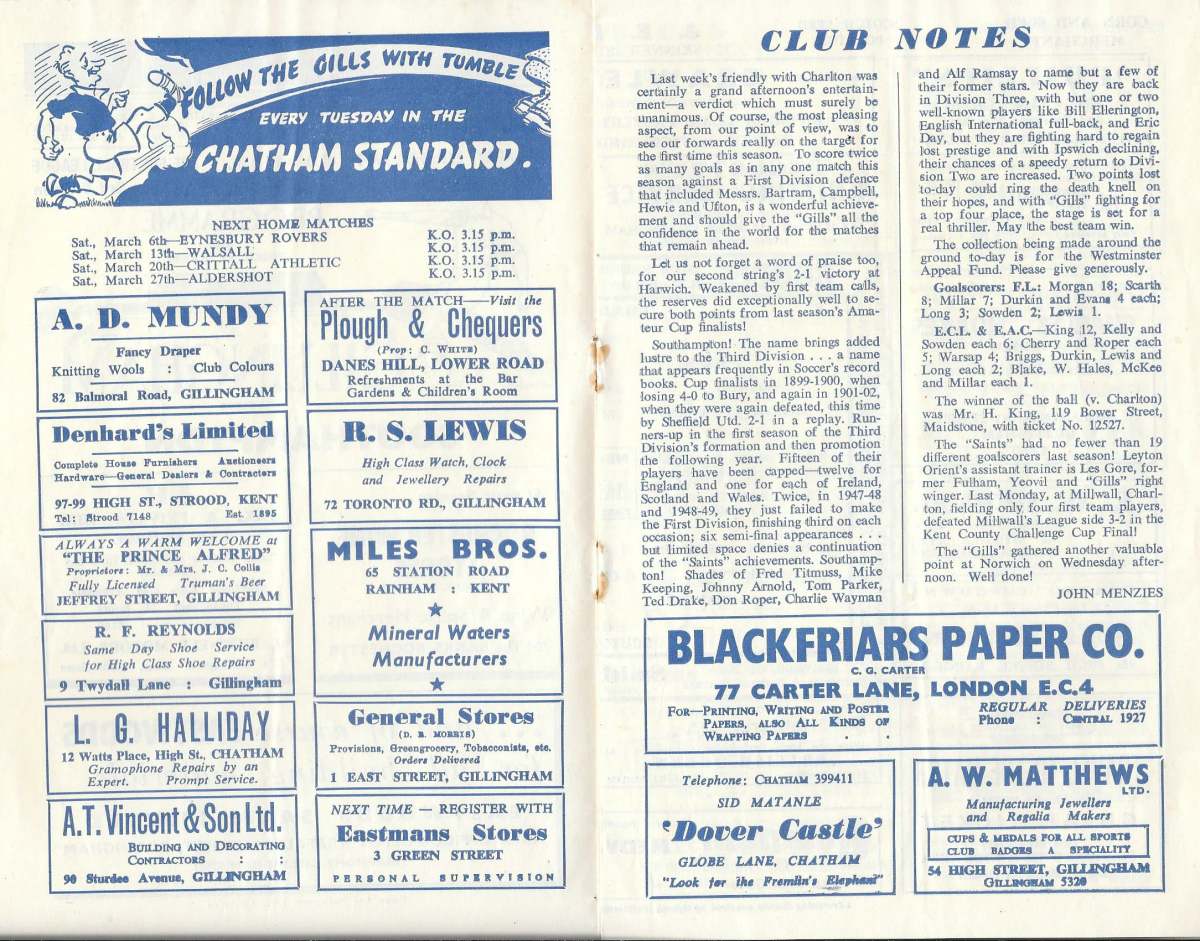 FOLLOW THE GILLS WITH TUMBLE
EVERY TUESDAY IN THE
CHATHAM STANDARD.
NEXT HOME MATCHES
Sat., March 6th—EYNESBURY ROVERS K.O. 3.15 p.m.
Sat., March 13th—WALSALL K.O. 3.15 p.m.
Sat., March 20th—CRITTALL ATHLETIC K.O. 3.15 p.m.
Sat., March 27th—ALDERSHOT K.O. 3.15 p.m.
A. D. MUNDY
Fancy Draper
Knitting Wools : Club Colours
82 Balmoral Road, GILLINGHAM
Denhard's Limited
Complete House Furnishers Auctioneers
Hardware—General Dealers & Contractors
97-99 HIGH ST., STROOD, KENT
Tel: Strood 7148 Est. 1895
ALWAYS A WARM WELCOME at
"THE PRINCE ALFRED"
Proprietors: Mr. & Mrs. J. C. Collis
Fully Licensed Truman's Beer
JEFFREY STREET, GILLINGHAM
R. F. REYNOLDS
Same Day Shoe Service
for High Class Shoe Repairs
9 Twydall Lane : Gillingham
L. G. HALLIDAY
12 Watts Place, High St., CHATHAM
Gramophone Repairs by an
Expert. Prompt Service.
A.T. Vincent & Son Ltd.
BUILDING AND DECORATING
CONTRACTORS : :
90 Sturdee Avenue, GILLINGHAM
AFTER THE MATCH—Visit the
Plough & Chequers
(Prop: C. WHITE)
DANES HILL, LOWER ROAD
Refreshments at the Bar
Gardens & Children's Room
R. S. LEWIS
High Class Watch, Clock
and Jewellery Repairs
72 TORONTO RD., GILLINGHAM
MILES BROS.
65 STATION ROAD
RAINHAM : KENT
Mineral Waters
Manufacturers
General Stores
(D. B. MORRIS)
Provisions, Greengrocery, Tobacconists, etc.
Orders Delivered
1 EAST STREET, GILLINGHAM
NEXT TIME — REGISTER WITH
Eastmans Stores
3 GREEN STREET
PERSONAL SUPERVISION
CLUB NOTES
Last week's friendly with Charlton was
certainly a grand afternoon's entertain-
ment—a verdict which must surely be
unanimous. Of course, the most pleasing
aspect, from our point of view, was to
see our forwards really on the target for
the first time this season. To score twice
as many goals as in any one match this
season against a First Division defence
that included Messrs. Bartram, Campbell,
Hewie and Ufton, is a wonderful achieve-
ment and should give the "Gills" all the
confidence in the world for the matches
that remain ahead.
Let us not forget a word of praise too,
for our second string's 2-1 victory at
Harwich. Weakened by first team calls,
the reserves did exceptionally well to se-
cure both points from last season's Ama-
teur Cup finalists!
Southampton! The name brings added
lustre to the Third Division . . . a name
that appears frequently in Soccer's record
books. Cup finalists in 1899-1900, when
losing 4-0 to Bury, and again in 1901-02,
when they were again defeated, this time
by Sheffield Utd. 2-1 in a replay. Run-
ners-up in the first season of the Third
Division's formation and then promotion
the following year. Fifteen of their
players have been capped—twelve for
England and one for each of Ireland,
Scotland and Wales. Twice, in 1947-48
and 1948-49, they just failed to make
the First Division, finishing third on each
occasion; six semi-final appearances . . .
but limited space denies a continuation
of the "Saints" achievements. Southamp-
ton! Shades of Fred Titmuss, Mike
Keeping, Johnny Arnold, Tom Parker,
Ted Drake, Don Roper, Charlie Wayman
and Alf Ramsay to name but a few of
their former stars. Now they are back
in Division Three, with but one or two
well-known players like Bill Ellerington,
English International full-back, and Eric
Day, but they are fighting hard to regain
lost prestige and with Ipswich declining,
their chances of a speedy return to Divi-
sion Two are increased. Two points lost
to-day could ring the death knell on
their hopes, and with "Gills" fighting for
a top four place, the stage is set for a
real thriller. May the best team win.
The collection being made around the
ground to-day is for the Westminster
Appeal Fund. Please give generously.
Goalscorers: F.L.: Morgan 18; Scarth
8; Millar 7; Durkin and Evans 4 each;
Long 3; Sowden 2; Lewis 1.
E.C.L & E.A.C.—King 12, Kelly and
Sowden each 6; Cherry and Roper each
5; Warsap 4; Briggs, Durkin, Lewis and
Long each 2; Blake, W. Hales, McKee
and Millar each 1.
The winner of the ball (v. Charlton)
was Mr. H. King, 119 Bower Street,
Maidstone, with ticket No. 12527.
The "Saints" had no fewer than 19
different goalscorers last season! Leyton
Orient's assistant trainer is Les Gore, for-
mer Fulham, Yeovil and "Gills" right
winger. Last Monday, at Millwall, Charl-
ton, fielding only four first team players,
defeated Millwall's League side 3-2 in the
Kent County Challenge Cup Final!
The "Gills" gathered another valuable
point at Norwich on Wednesday after-
noon. Well done!
JOHN MENZIES
BLACKFRIARS PAPER CO.
C. G. CARTER
77 CARTER LANE, LONDON E.C.4
FOR—PRINTING, WRITING AND POSTER
PAPERS, ALSO ALL KINDS OF
WRAPPING PAPERS . .
REGULAR DELIVERIES
Phone : CENTRAL 1927
Telephone: CHATHAM 399411
SID MATANLE
'Dover Castle'
GLOBE LANE, CHATHAM
"Look for the Fremlin's Elephant"
A. W. MATTHEWS
LTD.
Manufacturing Jewellers
and Regalia Makers
CUPS & MEDALS FOR ALL SPORTS
CLUB BADGES A SPECIALITY
54 HIGH STREET, GILLINGHAM
GILLINGHAM 5320